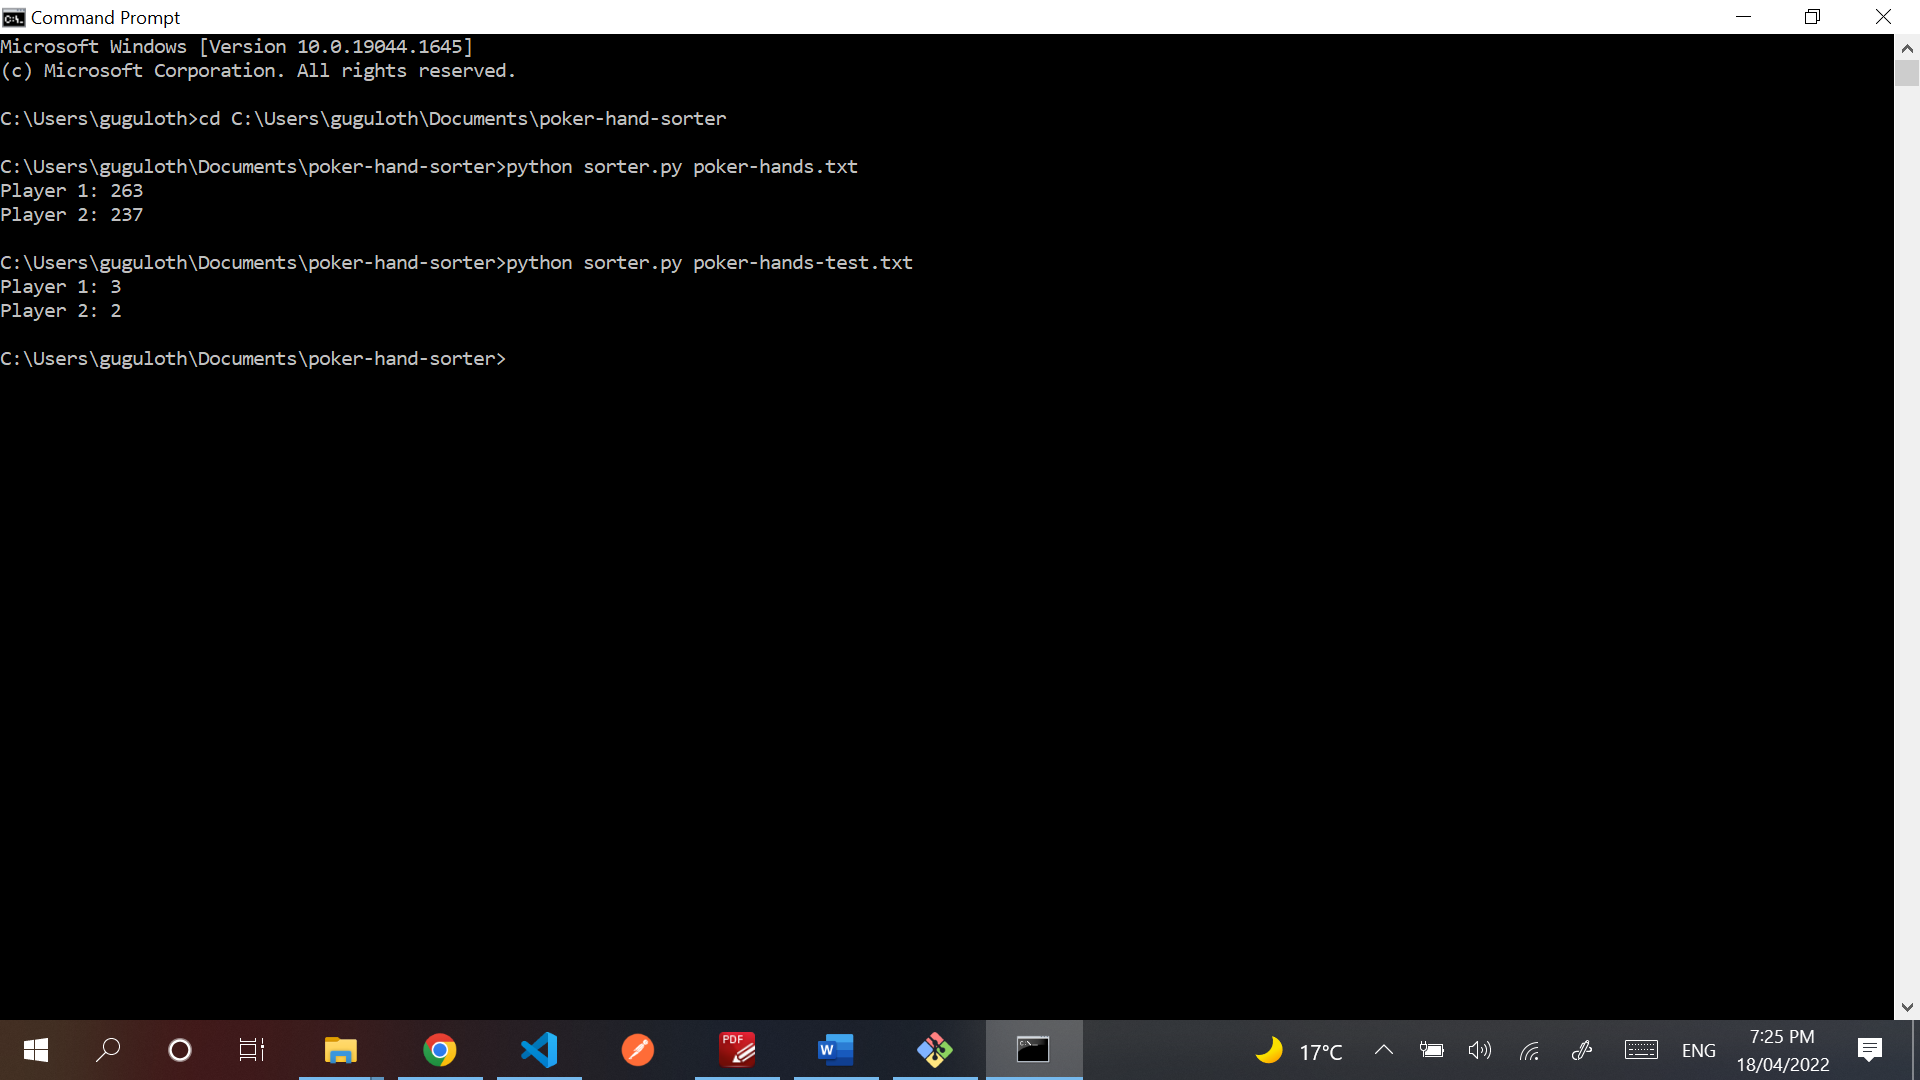 Command Prompt
Microsoft Windows [Version 10.0.19044.1645]
(c) Microsoft Corporation. All rights reserved.
C:\Users\guguloth>cd C:\Users\guguloth\Documents\poker-hand-sorter
C:\Users\guguloth\Documents\poker-hand-sorter>python sorter.py poker-hands.txt
Player 1: 263
Player 2: 237
C:\Users\guguloth\Documents\poker-hand-sorter>python sorter.py poker-hands-test.txt
Player 1: 3
Player 2: 2
C:\Users\guguloth\Documents\poker-hand-sorter>
PDF
W
17°C
ENG
7:25 PM
18/04/2022